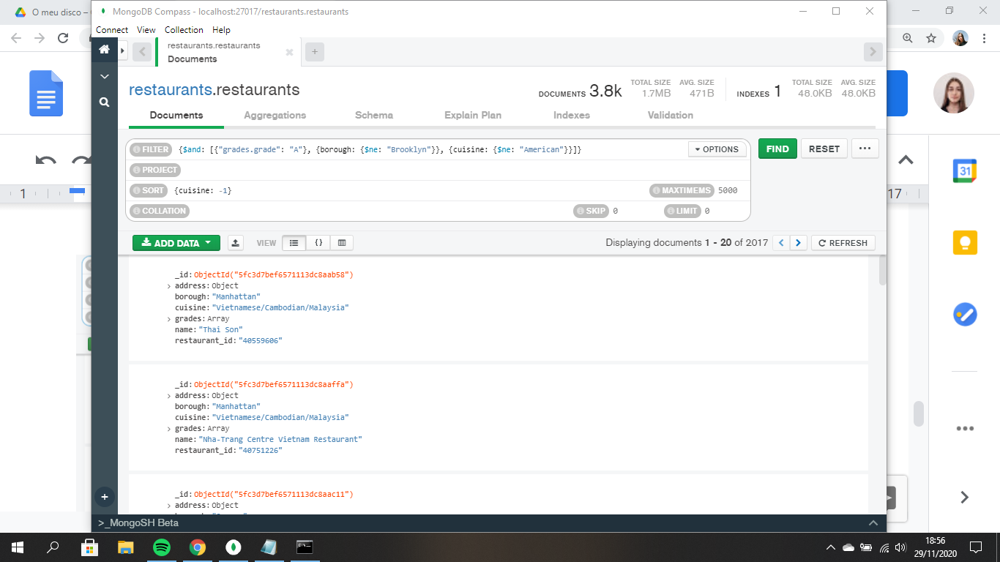 O meu disco –
MongoDB Compass - localhost:27017/restaurants.restaurants
Connect View Collection Help
restaurants.restaurants
Documents
restaurants.restaurants
DOCUMENTS 3.8k
TOTAL SIZE
1.7MB
AVG. SIZE
471B
INDEXES 1
TOTAL SIZE
48.0KB
AVG. SIZE
48.0KB
Documents Aggregations Schema Explain Plan Indexes Validation
FILTER {$and: [{"grades.grade": "A"}, {borough: {$ne: "Brooklyn"}}, {cuisine: {$ne: "American"}}]} OPTIONS
FIND RESET ...
PROJECT
SORT {cuisine: -1} MAXTIMEMS 5000
COLLATION SKIP 0 LIMIT 0
1
17
31
ADD DATA VIEW {} Displaying documents 1 - 20 of 2017 < > REFRESH
_id: ObjectId("5fc3d7bef6571113dc8aab58")
> address: Object
borough: "Manhattan"
cuisine: "Vietnamese/Cambodian/Malaysia"
> grades: Array
name: "Thai Son"
restaurant_id: "40559606"
_id: ObjectId("5fc3d7bef6571113dc8aaffa")
> address: Object
borough: "Manhattan"
cuisine: "Vietnamese/Cambodian/Malaysia"
> grades: Array
name: "Nha-Trang Centre Vietnam Restaurant"
restaurant_id: "40751226"
_id: ObjectId("5fc3d7bef6571113dc8aac11")
> address: Object
>_MongoSH Beta
18:56
29/11/2020